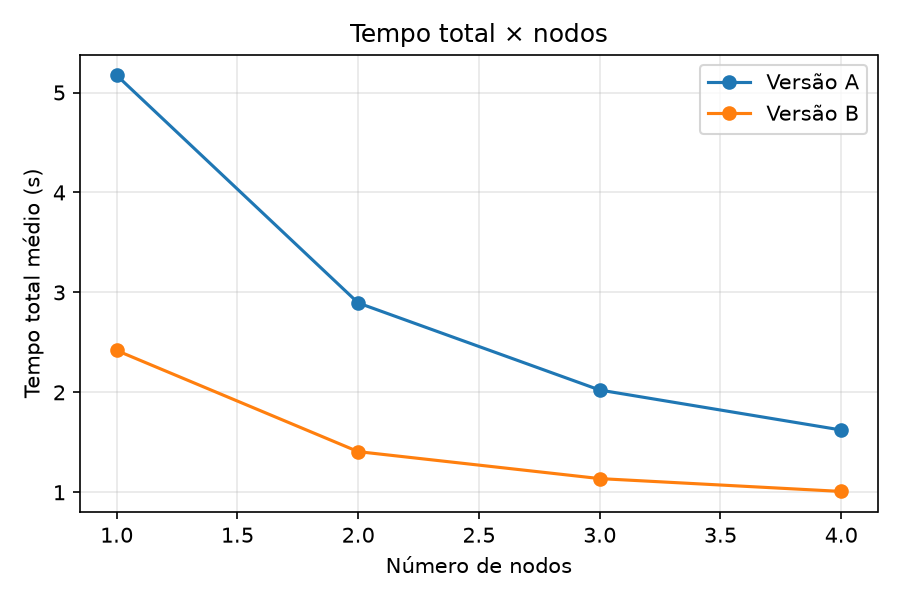 Tempo total × nodos
Versão A
Versão B
Tempo total médio (s)
5
4
3
2
1
1.0 1.5 2.0 2.5 3.0 3.5 4.0
Número de nodos